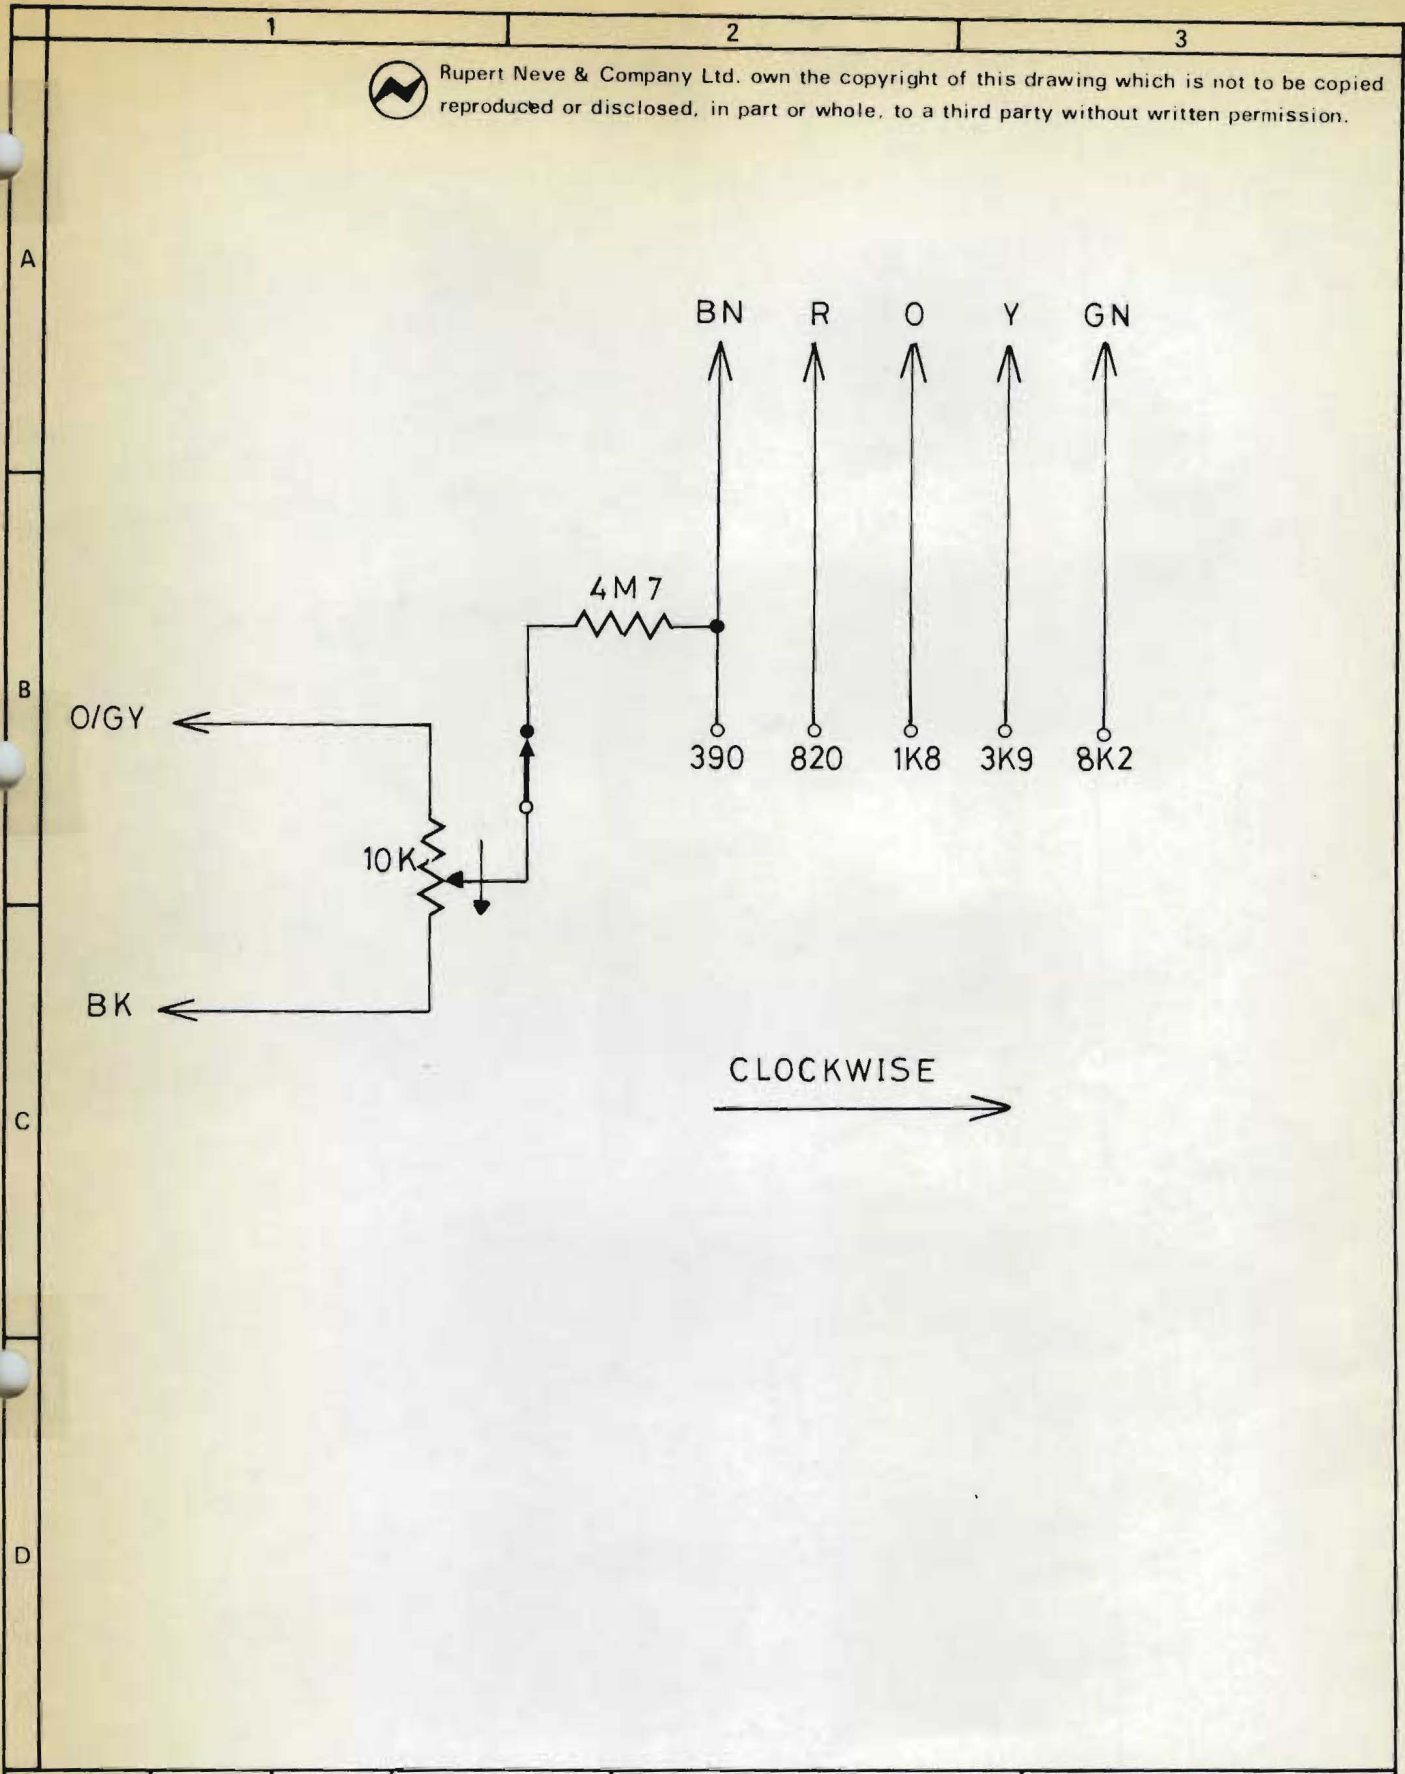 1 2 3
Rupert Neve & Company Ltd. own the copyright of this drawing which is not to be copied
reproduced or disclosed, in part or whole, to a third party without written permission.
A
BN R O Y GN
4M7
B
O/GY
390 820 1K8 3K9 8K2
10K
BK
CLOCKWISE
C
D